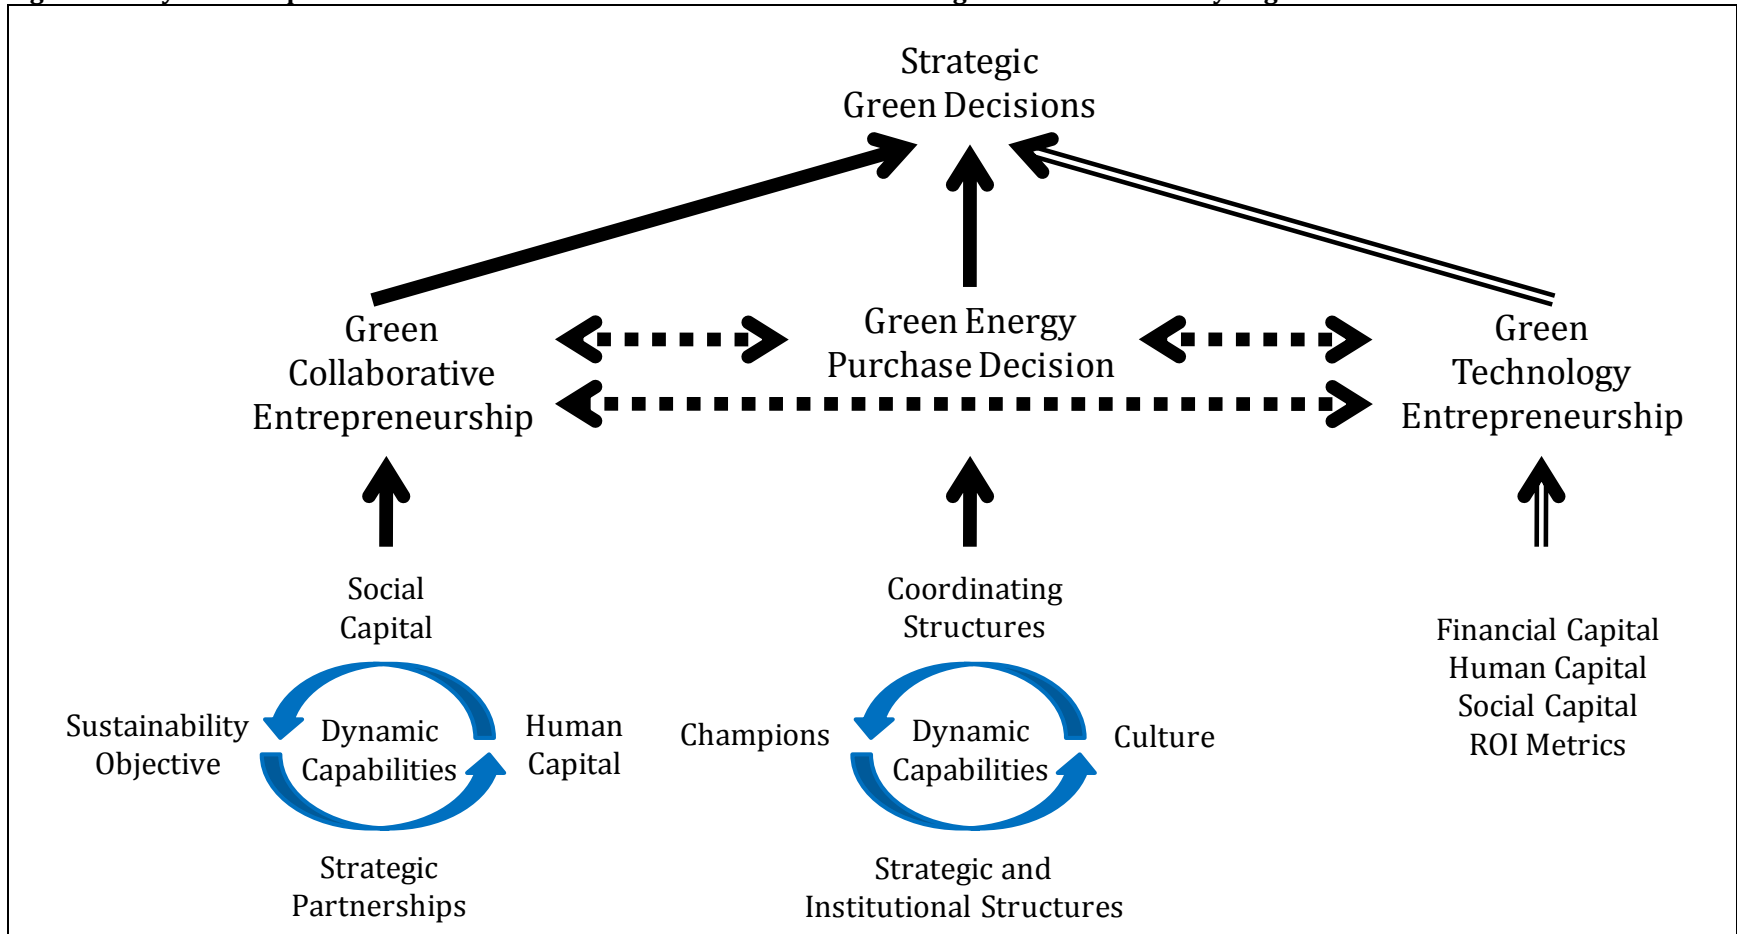 Strategic
Green Decisions
Green
Collaborative
Entrepreneurship
Green Energy
Purchase Decision
Green
Technology
Entrepreneurship
Social
Capital
Sustainability
Objective
Dynamic
Capabilities
Human
Capital
Strategic
Partnerships
Coordinating
Structures
Champions
Dynamic
Capabilities
Culture
Strategic and
Institutional Structures
Financial Capital
Human Capital
Social Capital
ROI Metrics